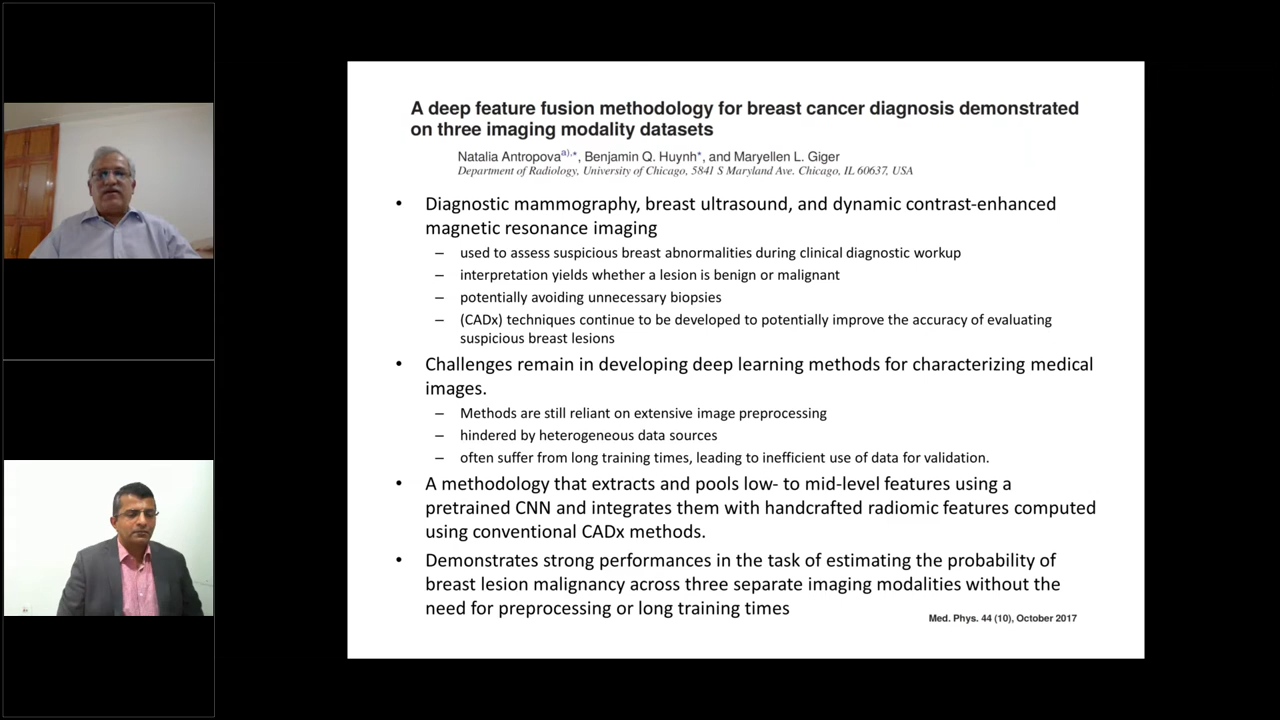 A deep feature fusion methodology for breast cancer diagnosis demonstrated
on three imaging modality datasets
Natalia Antropovaa),*, Benjamin Q. Huynh*, and Maryellen L. Giger
Department of Radiology, University of Chicago, 5841 S Maryland Ave. Chicago, IL 60637, USA
• Diagnostic mammography, breast ultrasound, and dynamic contrast-enhanced
magnetic resonance imaging
– used to assess suspicious breast abnormalities during clinical diagnostic workup
– interpretation yields whether a lesion is benign or malignant
– potentially avoiding unnecessary biopsies
– (CADx) techniques continue to be developed to potentially improve the accuracy of evaluating
suspicious breast lesions
• Challenges remain in developing deep learning methods for characterizing medical
images.
– Methods are still reliant on extensive image preprocessing
– hindered by heterogeneous data sources
– often suffer from long training times, leading to inefficient use of data for validation.
• A methodology that extracts and pools low- to mid-level features using a
pretrained CNN and integrates them with handcrafted radiomic features computed
using conventional CADx methods.
• Demonstrates strong performances in the task of estimating the probability of
breast lesion malignancy across three separate imaging modalities without the
need for preprocessing or long training times
Med. Phys. 44 (10), October 2017